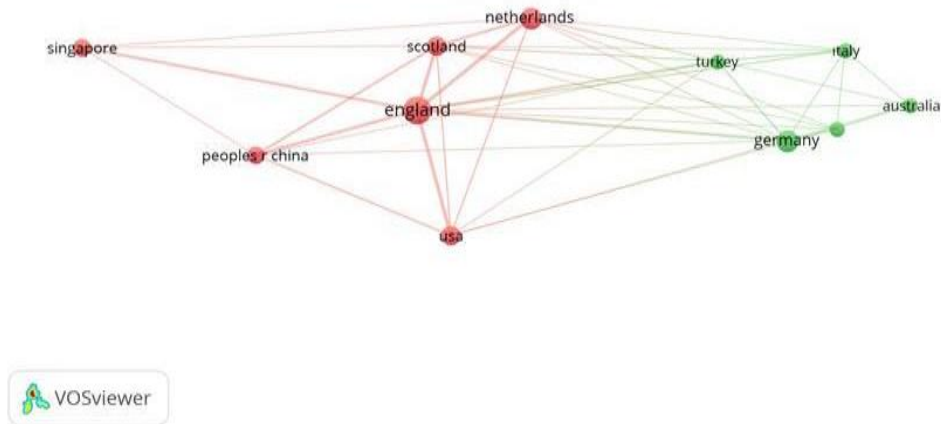 netherlands
singapore
scotland
italy
turkey
england
australia
germany
peoples r china
usa
VOSviewer